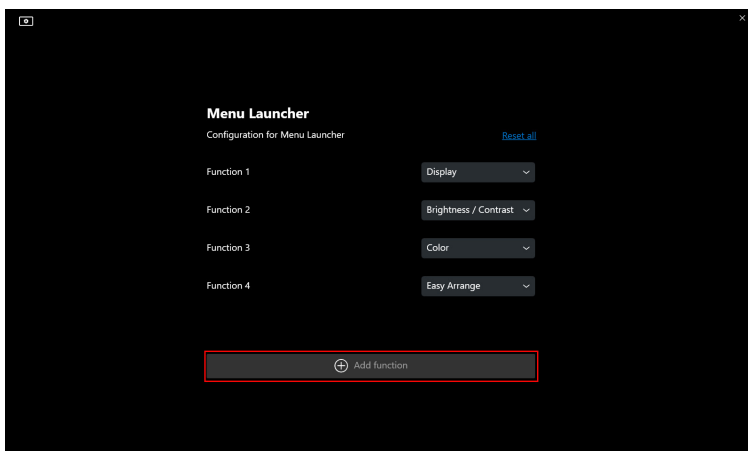 Menu Launcher
Configuration for Menu Launcher Reset all
Function 1 Display
Function 2 Brightness / Contrast
Function 3 Color
Function 4 Easy Arrange
Add function